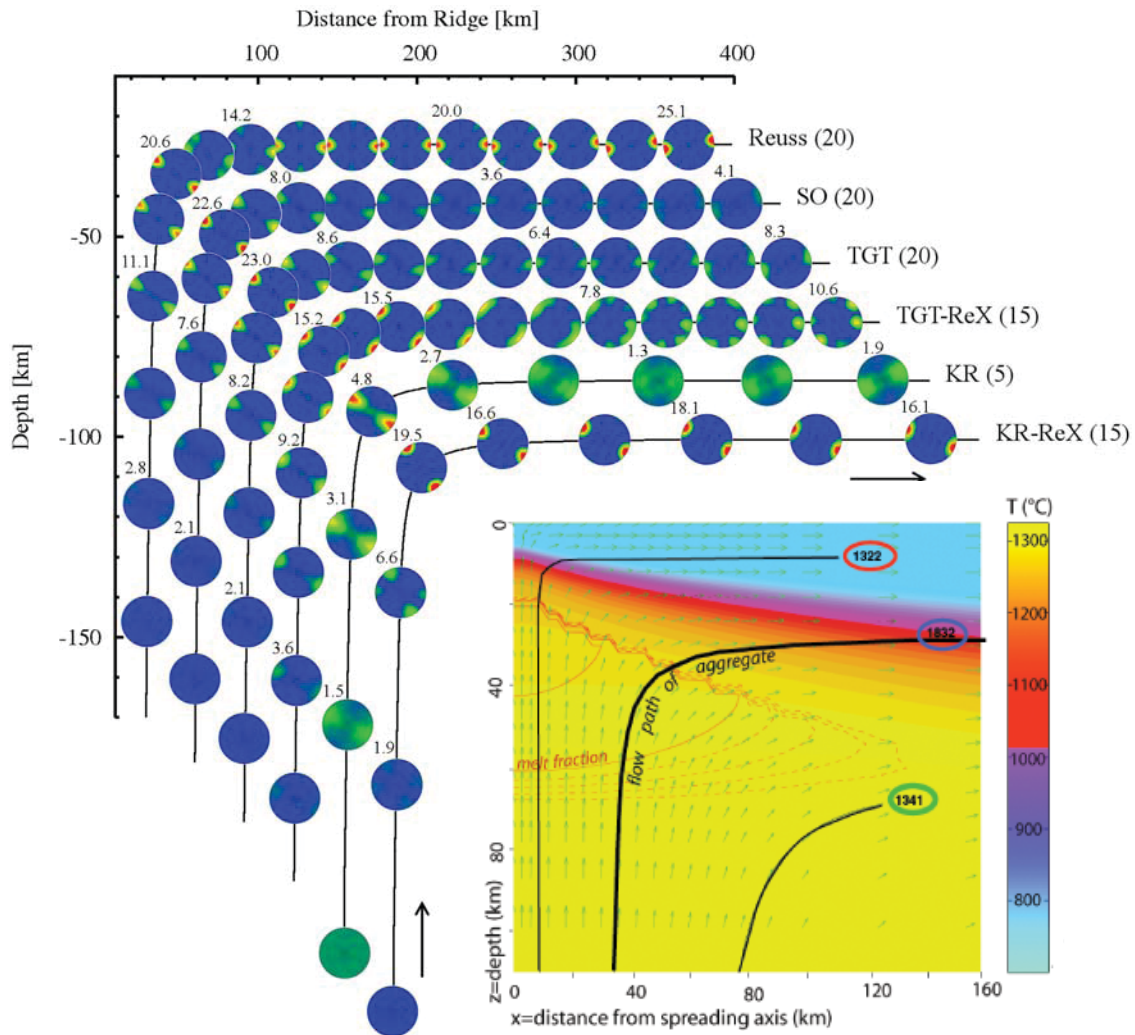 Distance from Ridge [km]
100 200 300 400
14.2 20.0 25.1
Reuss (20)
20.6
8.0 3.6 4.1
SO (20)
22.6
-50
8.6 6.4 8.3
TGT (20)
11.1 23.0
15.5 7.8 10.6
TGT-ReX (15)
7.6 15.2
2.7 1.3 1.9
KR (5)
8.2 4.8
16.6 18.1 16.1
KR-ReX (15)
Depth [km]
-100
9.2 19.5
2.8
3.1
2.1
6.6
2.1
-150
3.6
1.5
1.9
T (°C)
0
1322
1300
1832
1200
flow path of aggregate
40
1100
melt fraction
1000
1341
900
80
800
z=depth (km)
0 40 80 120 160
x=distance from spreading axis (km)